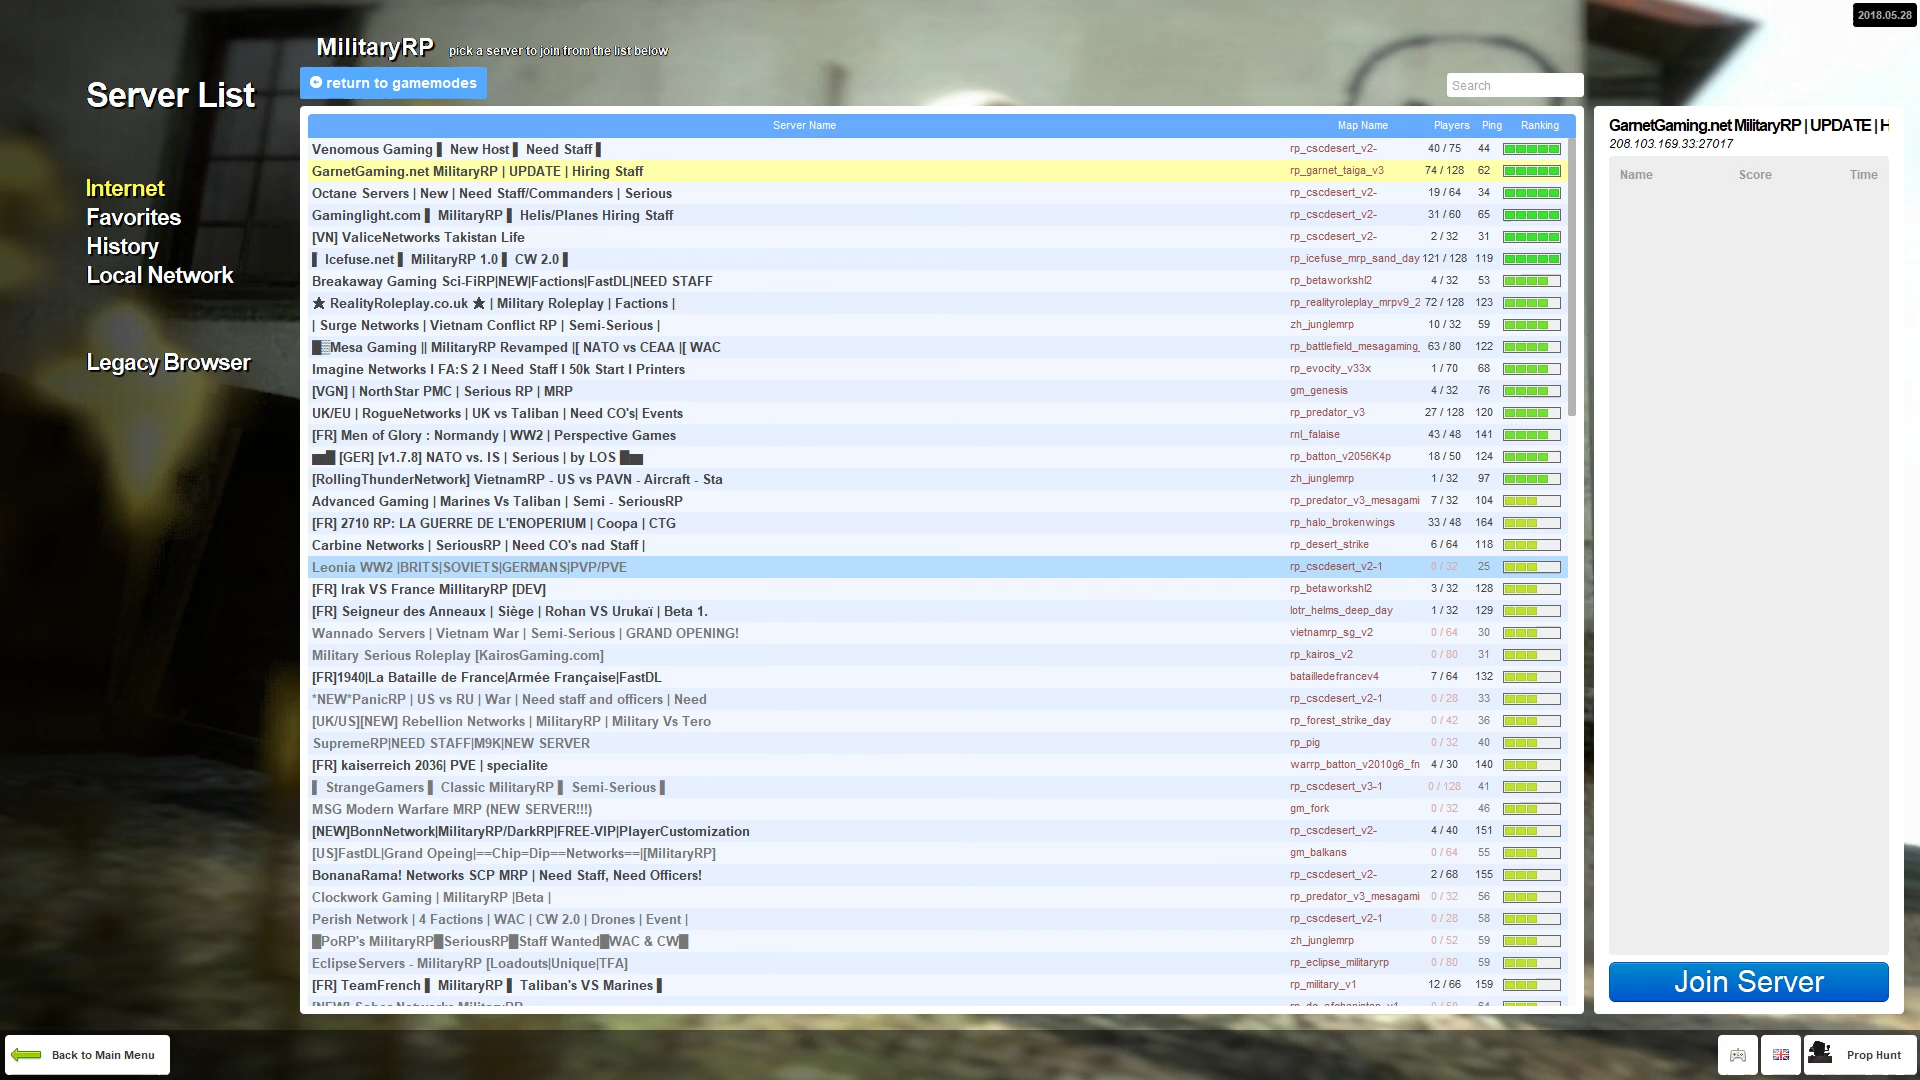 2018.05.28
MilitaryRP pick a server to join from the list below
Server List
return to gamemodes
Search
Internet
Favorites
History
Local Network
Legacy Browser
Server Name Map Name Players Ping Ranking
Venomous Gaming ▌ New Host ▌ Need Staff ▌ rp_cscdesert_v2- 40 / 75 44
GarnetGaming.net MilitaryRP | UPDATE | Hiring Staff rp_garnet_taiga_v3 74 / 128 62
Octane Servers | New | Need Staff/Commanders | Serious rp_cscdesert_v2- 19 / 64 34
Gaminglight.com ▌ MilitaryRP ▌ Helis/Planes Hiring Staff rp_cscdesert_v2- 31 / 60 65
[VN] ValiceNetworks Takistan Life rp_cscdesert_v2- 2 / 32 31
▌ Icefuse.net ▌ MilitaryRP 1.0 ▌ CW 2.0 ▌ rp_icefuse_mrp_sand_day 121 / 128 119
Breakaway Gaming Sci-FiRP|NEW|Factions|FastDL|NEED STAFF rp_betaworkshl2 4 / 32 53
★ RealityRoleplay.co.uk ★ | Military Roleplay | Factions | rp_realityroleplay_mrpv9_2 72 / 128 123
| Surge Networks | Vietnam Conflict RP | Semi-Serious | zh_junglemrp 10 / 32 59
█▒Mesa Gaming || MilitaryRP Revamped |[ NATO vs CEAA |[ WAC rp_battlefield_mesagaming_ 63 / 80 122
Imagine Networks I FA:S 2 I Need Staff I 50k Start I Printers rp_evocity_v33x 1 / 70 68
[VGN] | NorthStar PMC | Serious RP | MRP gm_genesis 4 / 32 76
UK/EU | RogueNetworks | UK vs Taliban | Need CO's| Events rp_predator_v3 27 / 128 120
[FR] Men of Glory : Normandy | WW2 | Perspective Games rnl_falaise 43 / 48 141
▅▅█ [GER] [v1.7.8] NATO vs. IS | Serious | by LOS █▅▅ rp_batton_v2056K4p 18 / 50 124
[RollingThunderNetwork] VietnamRP - US vs PAVN - Aircraft - Sta zh_junglemrp 1 / 32 97
Advanced Gaming | Marines Vs Taliban | Semi - SeriousRP rp_predator_v3_mesagami 7 / 32 104
[FR] 2710 RP: LA GUERRE DE L'ENOPERIUM | Coopa | CTG rp_halo_brokenwings 33 / 48 164
Carbine Networks | SeriousRP | Need CO's nad Staff | rp_desert_strike 6 / 64 118
Leonia WW2 |BRITS|SOVIETS|GERMANS|PVP/PVE rp_cscdesert_v2-1 0 / 32 25
[FR] Irak VS France MillitaryRP [DEV] rp_betaworkshl2 3 / 32 128
[FR] Seigneur des Anneaux | Siège | Rohan VS Urukaï | Beta 1. lotr_helms_deep_day 1 / 32 129
Wannado Servers | Vietnam War | Semi-Serious | GRAND OPENING! vietnamrp_sg_v2 0 / 64 30
Military Serious Roleplay [KairosGaming.com] rp_kairos_v2 0 / 80 31
[FR]1940|La Bataille de France|Armée Française|FastDL batailledefrancev4 7 / 64 132
*NEW*PanicRP | US vs RU | War | Need staff and officers | Need rp_cscdesert_v2-1 0 / 28 33
[UK/US][NEW] Rebellion Networks | MilitaryRP | Military Vs Tero rp_forest_strike_day 0 / 42 36
SupremeRP|NEED STAFF|M9K|NEW SERVER rp_pig 0 / 32 40
[FR] kaiserreich 2036| PVE | specialite warrp_batton_v2010g6_fn 4 / 30 140
▌ StrangeGamers ▌ Classic MilitaryRP ▌ Semi-Serious ▌ rp_cscdesert_v3-1 0 / 128 41
MSG Modern Warfare MRP (NEW SERVER!!!) gm_fork 0 / 32 46
[NEW]BonnNetwork|MilitaryRP/DarkRP|FREE-VIP|PlayerCustomization rp_cscdesert_v2- 4 / 40 151
[US]FastDL|Grand Opeing|==Chip=Dip==Networks==|[MilitaryRP] gm_balkans 0 / 64 55
BonanaRama! Networks SCP MRP | Need Staff, Need Officers! rp_cscdesert_v2- 2 / 68 155
Clockwork Gaming | MilitaryRP |Beta | rp_predator_v3_mesagami 0 / 32 56
Perish Network | 4 Factions | WAC | CW 2.0 | Drones | Event | rp_cscdesert_v2-1 0 / 28 58
█PoRP's MilitaryRP█SeriousRP█Staff Wanted█WAC & CW█ zh_junglemrp 0 / 52 59
EclipseServers - MilitaryRP [Loadouts|Unique|TFA] rp_eclipse_militaryrp 0 / 80 59
[FR] TeamFrench ▌ MilitaryRP ▌ Taliban's VS Marines ▌ rp_military_v1 12 / 66 159
GarnetGaming.net MilitaryRP | UPDATE | H
208.103.169.33:27017
Name Score Time
Join Server
Back to Main Menu
Prop Hunt